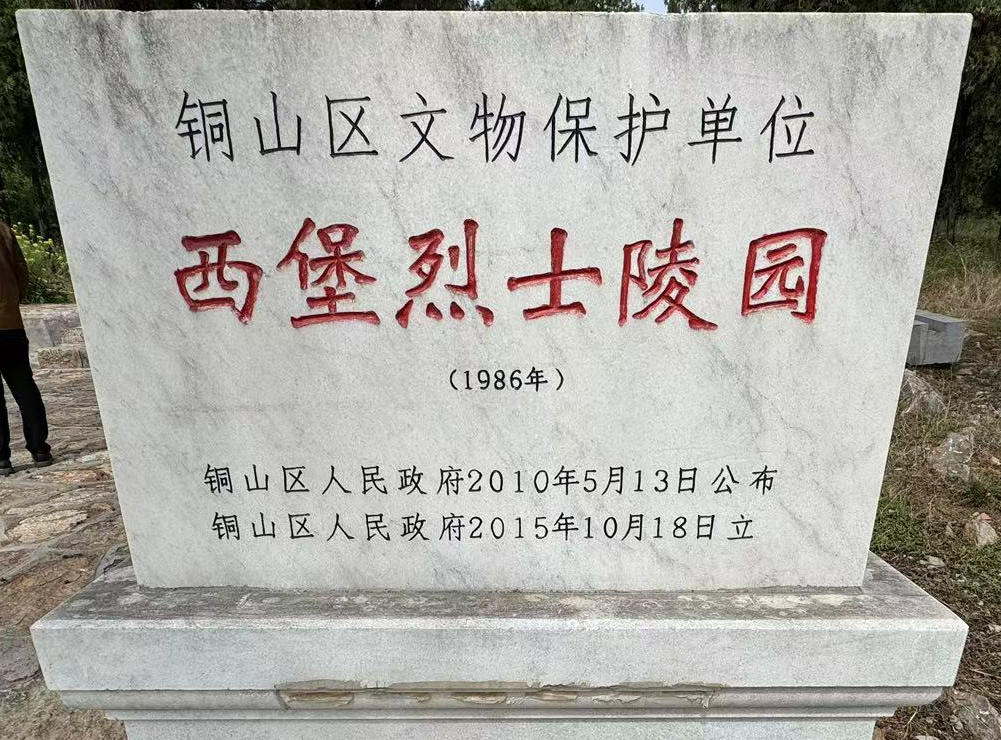 铜山区文物保护单位
西堡烈士陵园
（1986年）
铜山区人民政府2010年5月13日公布
铜山区人民政府2015年10月18日立